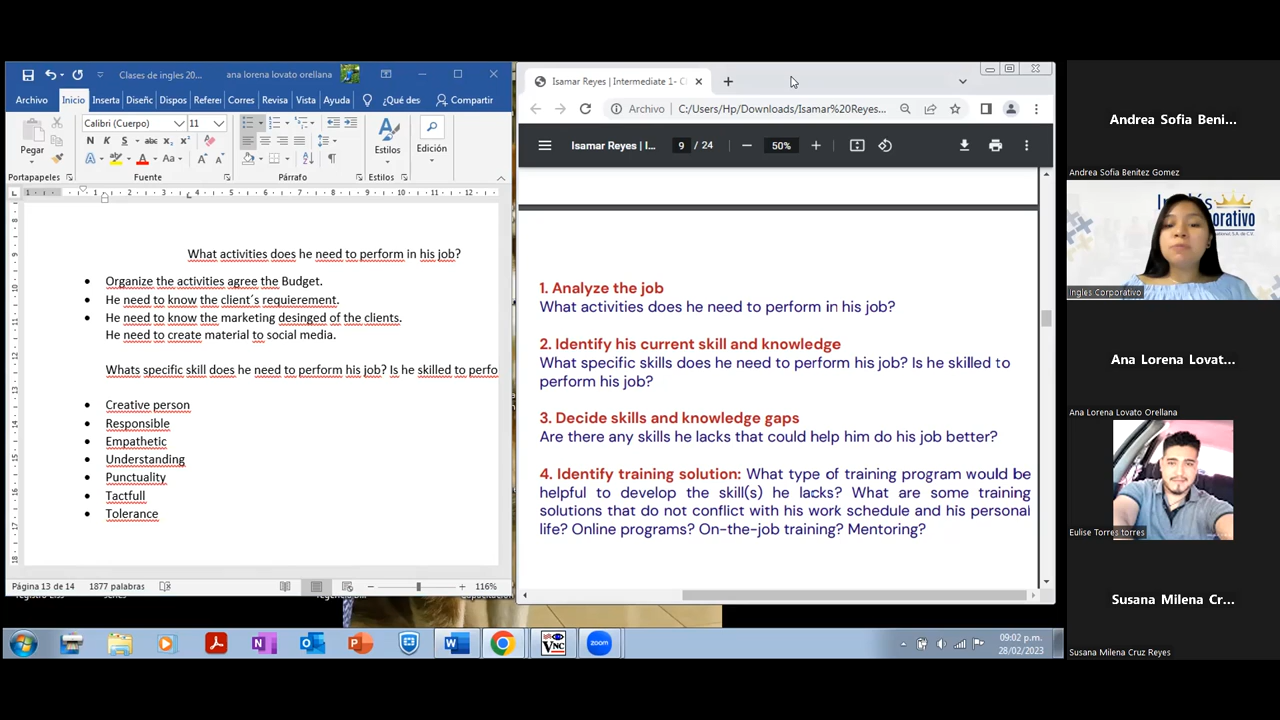 Clases de ingles 20...
ana lorena lovato orellana
Archivo
Inicio
Inserta
Diseñc
Dispos
Referer
Corres
Revisa
Vista
Ayuda
¿Qué des
Compartir
Pegar
Calibri (Cuerpo)
11
N K S abc x₂ x²
Estilos
Edición
Portapapeles
Fuente
Párrafo
Estilos
What activities does he need to perform in his job?
• Organize the activities agree the Budget.
• He need to know the client´s requierement.
• He need to know the marketing desinged of the clients.
He need to create material to social media.
Whats specific skill does he need to perform his job? Is he skilled to perfo
• Creative person
• Responsible
• Empathetic
• Understanding
• Punctuality
• Tactfull
• Tolerance
Página 13 de 14
1877 palabras
116%
Isamar Reyes | Intermediate 1- C
Archivo
C:/Users/Hp/Downloads/Isamar%20Reyes...
Isamar Reyes | I...
9 / 24
50%
1. Analyze the job
What activities does he need to perform in his job?
2. Identify his current skill and knowledge
What specific skills does he need to perform his job? Is he skilled to
perform his job?
3. Decide skills and knowledge gaps
Are there any skills he lacks that could help him do his job better?
4. Identify training solution: What type of training program would be
helpful to develop the skill(s) he lacks? What are some training
solutions that do not conflict with his work schedule and his personal
life? Online programs? On-the-job training? Mentoring?
09:02 p.m.
28/02/2023
zoom
VNC
Andrea Sofia Beni...
Andrea Sofia Benitez Gomez
Ingles Corporativo
Ana Lorena Lovat...
Ana Lorena Lovato Orellana
Eulise Torres torres
Susana Milena Cr...
Susana Milena Cruz Reyes